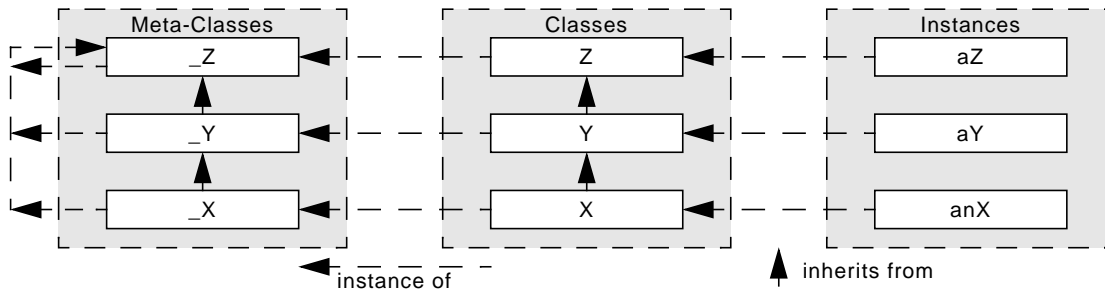 Meta-Classes Classes Instances
_Z Z aZ
_Y Y aY
_X X anX
instance of inherits from